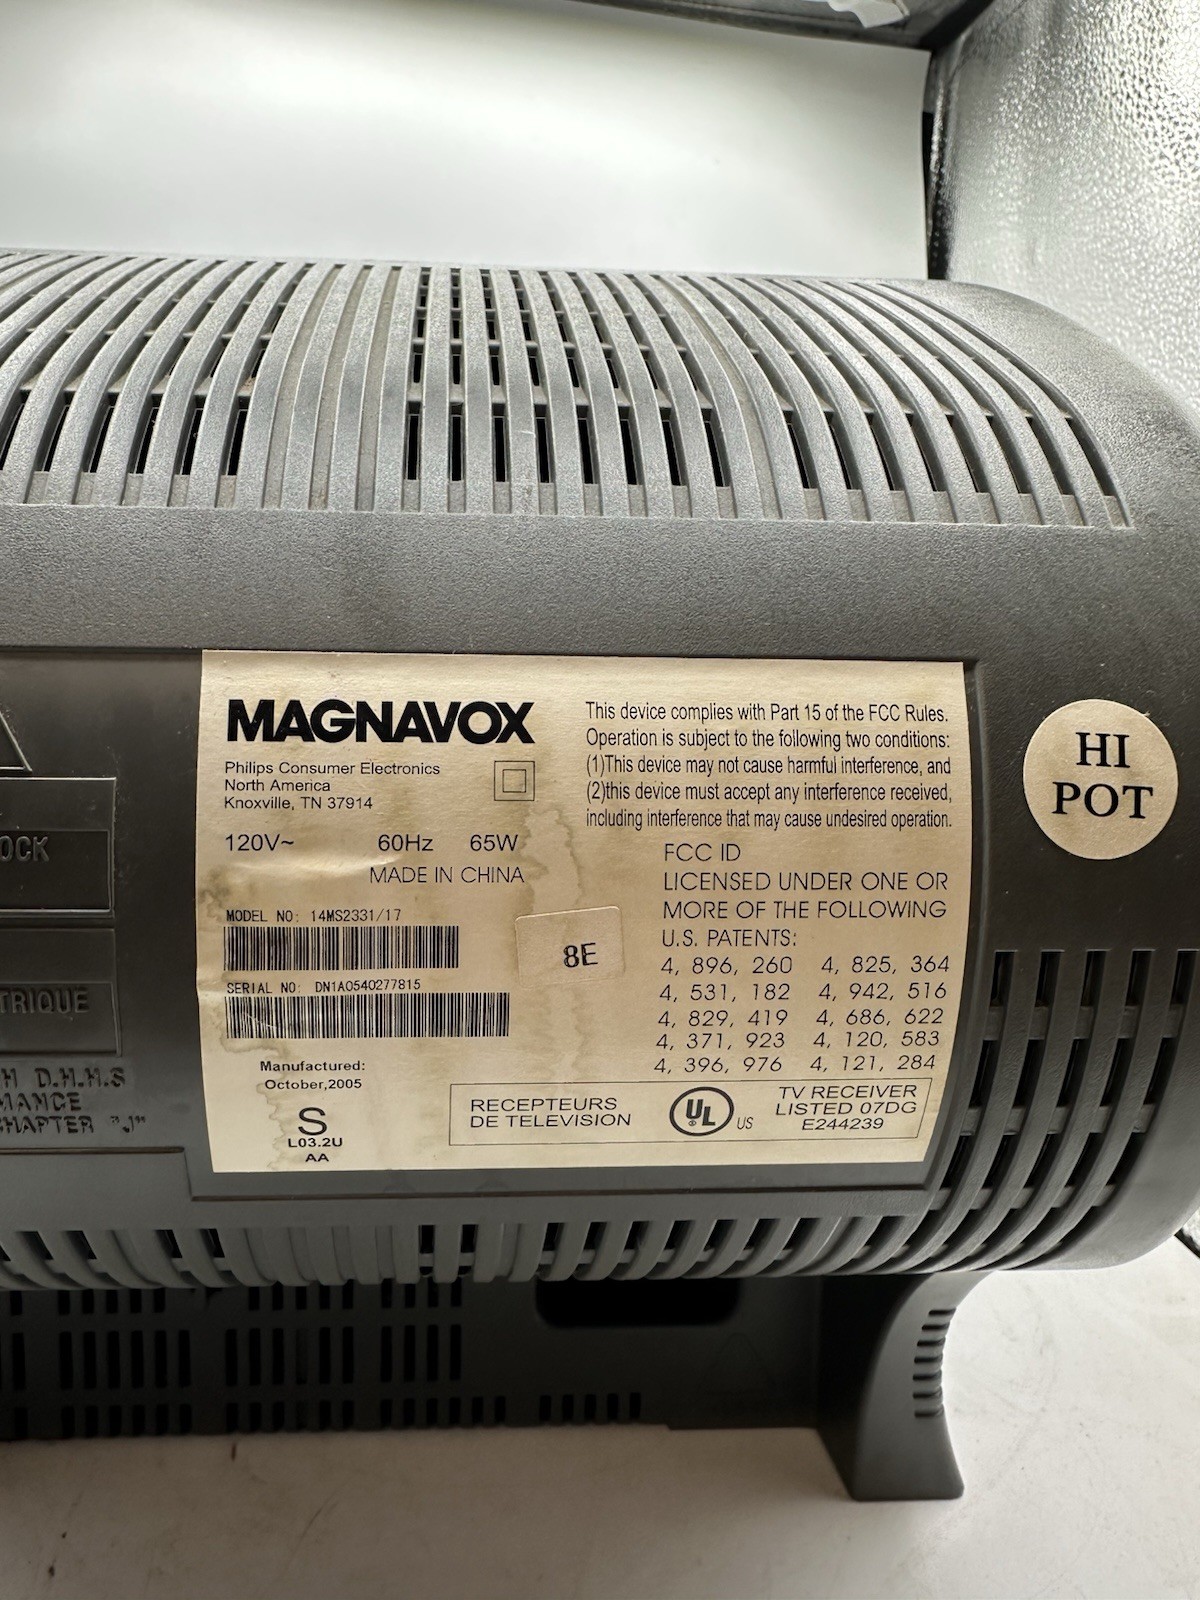 MAGNAVOX
Philips Consumer Electronics
North America
Knoxville, TN 37914
120V~ 60Hz 65W
MADE IN CHINA
MODEL NO: 14MS2331/17
SERIAL NO: DN1A0540277815
8E
Manufactured:
October,2005
S
L03.2U
AA
This device complies with Part 15 of the FCC Rules.
Operation is subject to the following two conditions:
(1)This device may not cause harmful interference, and
(2)this device must accept any interference received,
including interference that may cause undesired operation.
FCC ID
LICENSED UNDER ONE OR
MORE OF THE FOLLOWING
U.S. PATENTS:
4, 896, 260 4, 825, 364
4, 531, 182 4, 942, 516
4, 829, 419 4, 686, 622
4, 371, 923 4, 120, 583
4, 396, 976 4, 121, 284
RECEPTEURS
DE TELEVISION
UL US
TV RECEIVER
LISTED 07DG
E244239
HI
POT
OCK
TRIQUE
H D.H.H.S
MANCE
CHAPTER "J"